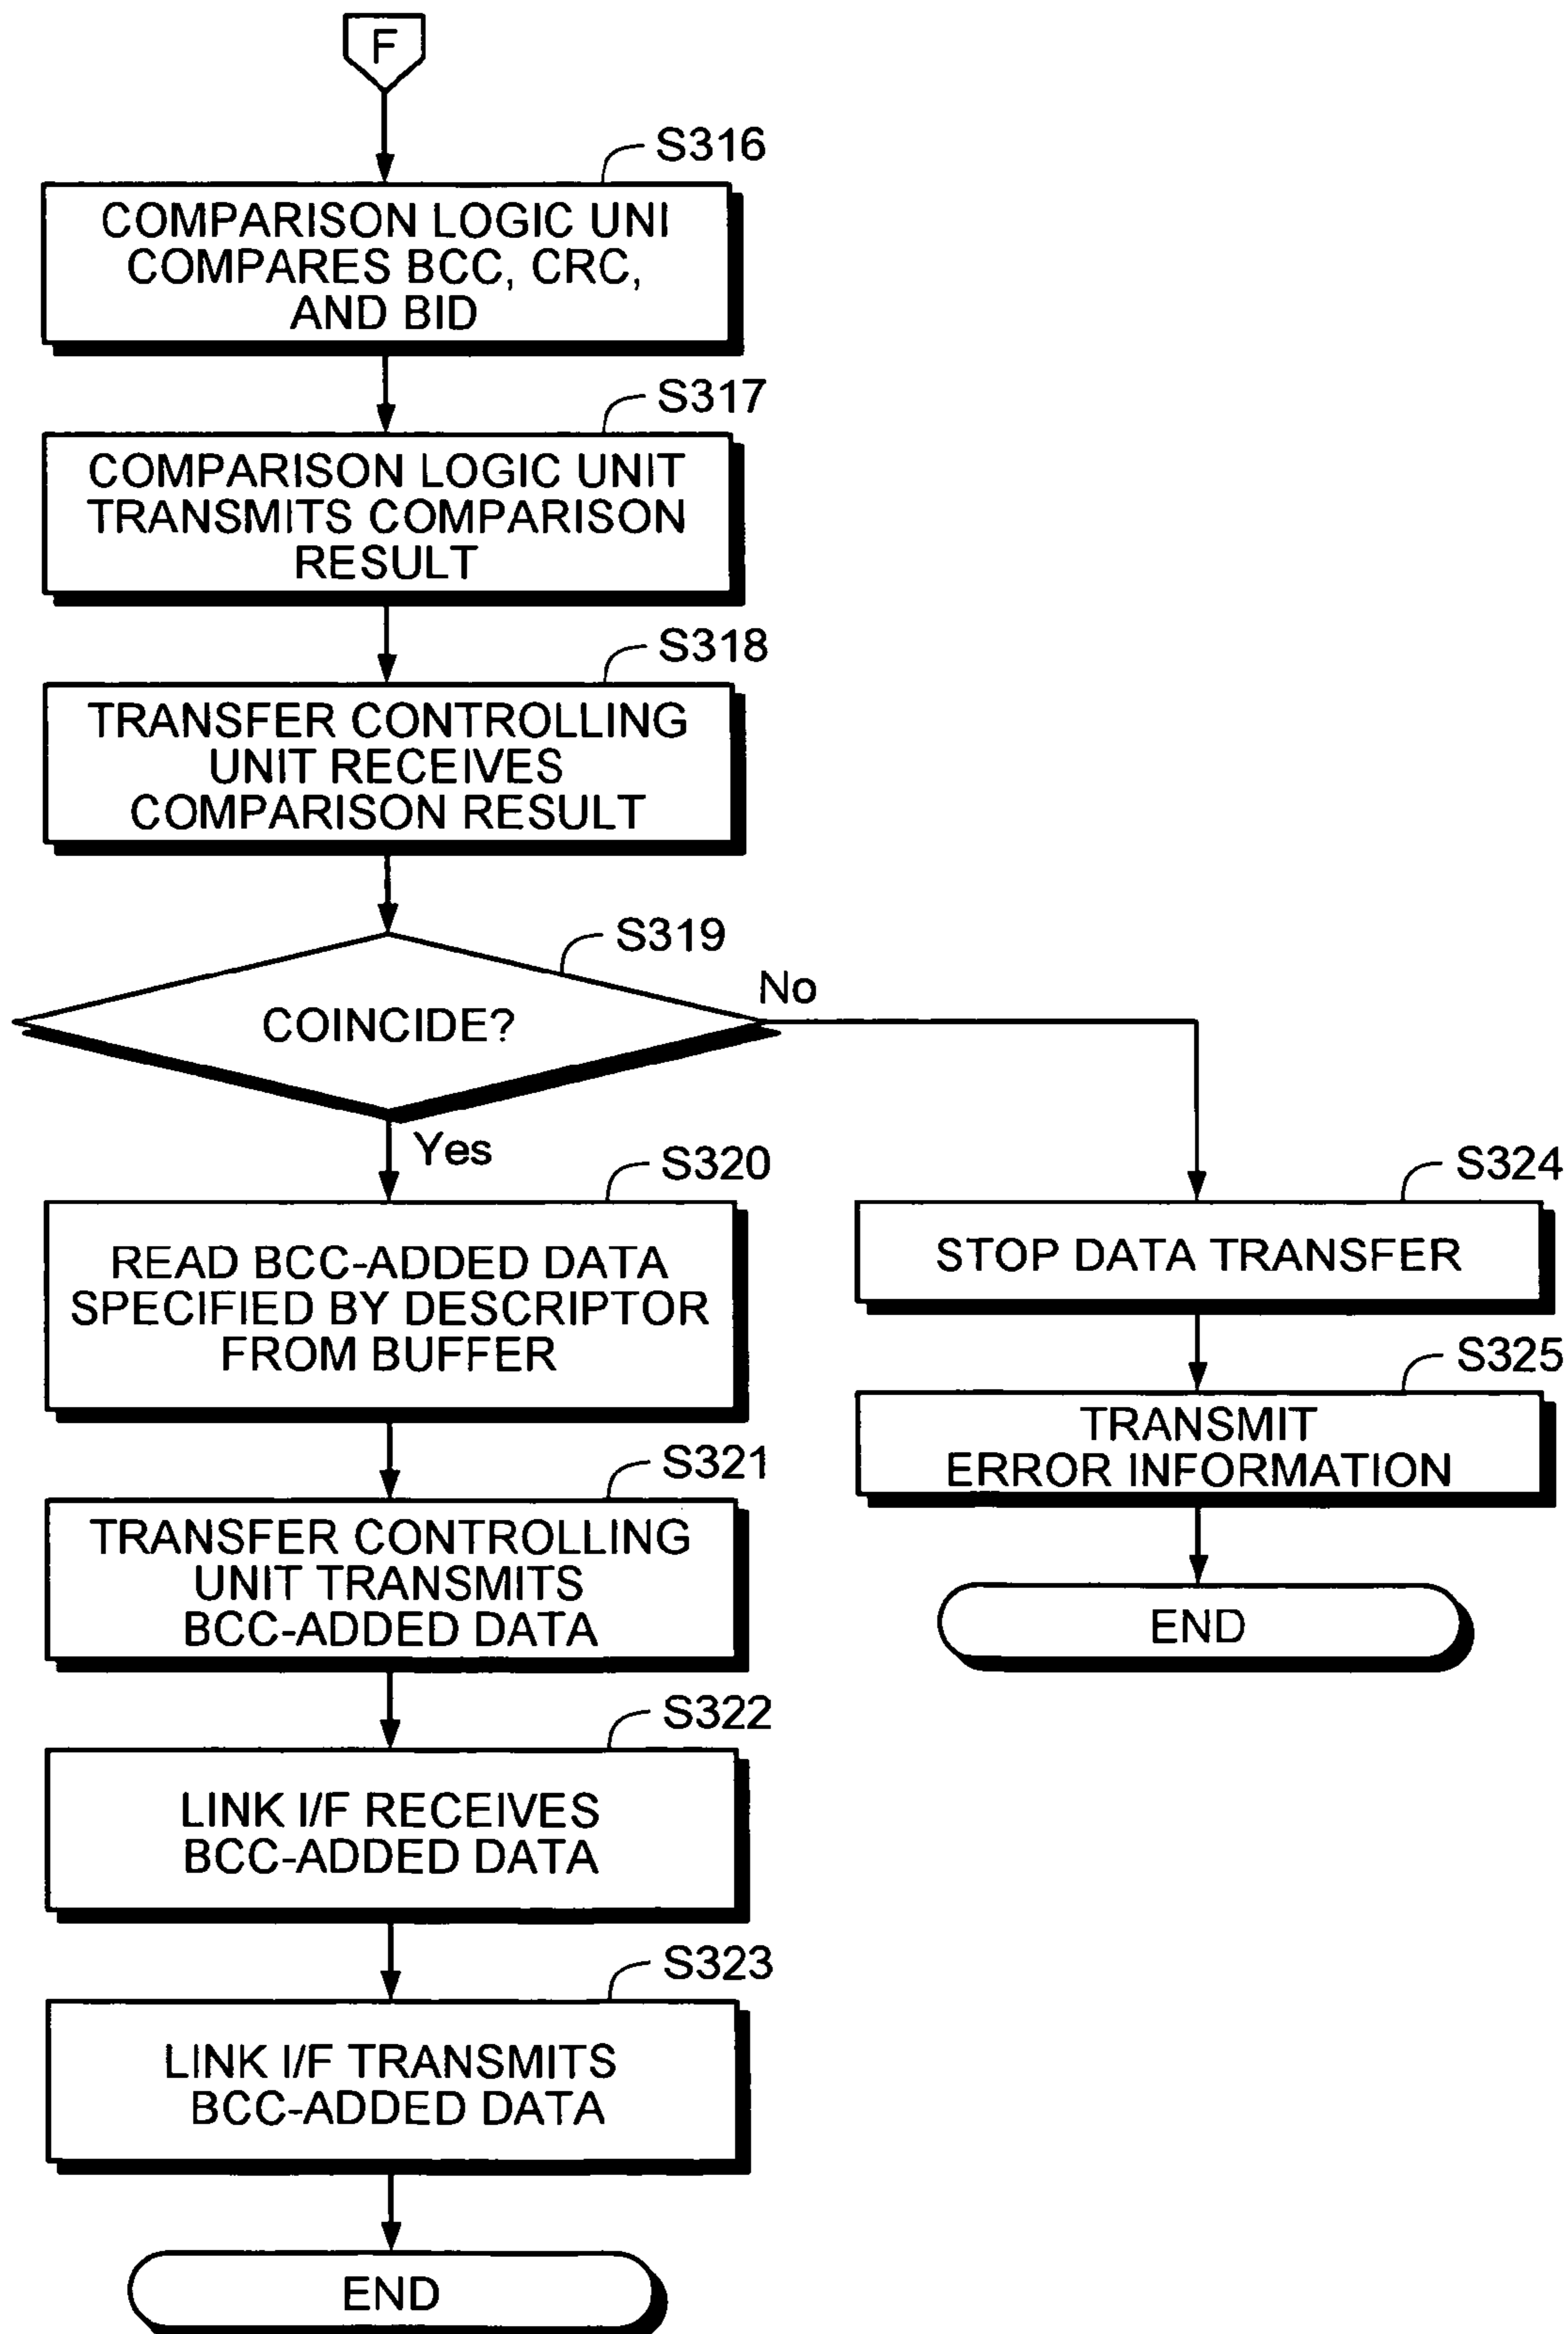 F
S316
COMPARISON LOGIC UNI
COMPARES BCC, CRC,
AND BID
S317
COMPARISON LOGIC UNIT
TRANSMITS COMPARISON
RESULT
S318
TRANSFER CONTROLLING
UNIT RECEIVES
COMPARISON RESULT
S319
COINCIDE?
No
Yes
S320
READ BCC-ADDED DATA
SPECIFIED BY DESCRIPTOR
FROM BUFFER
S321
TRANSFER CONTROLLING
UNIT TRANSMITS
BCC-ADDED DATA
S322
LINK I/F RECEIVES
BCC-ADDED DATA
S323
LINK I/F TRANSMITS
BCC-ADDED DATA
END
S324
STOP DATA TRANSFER
S325
TRANSMIT
ERROR INFORMATION
END